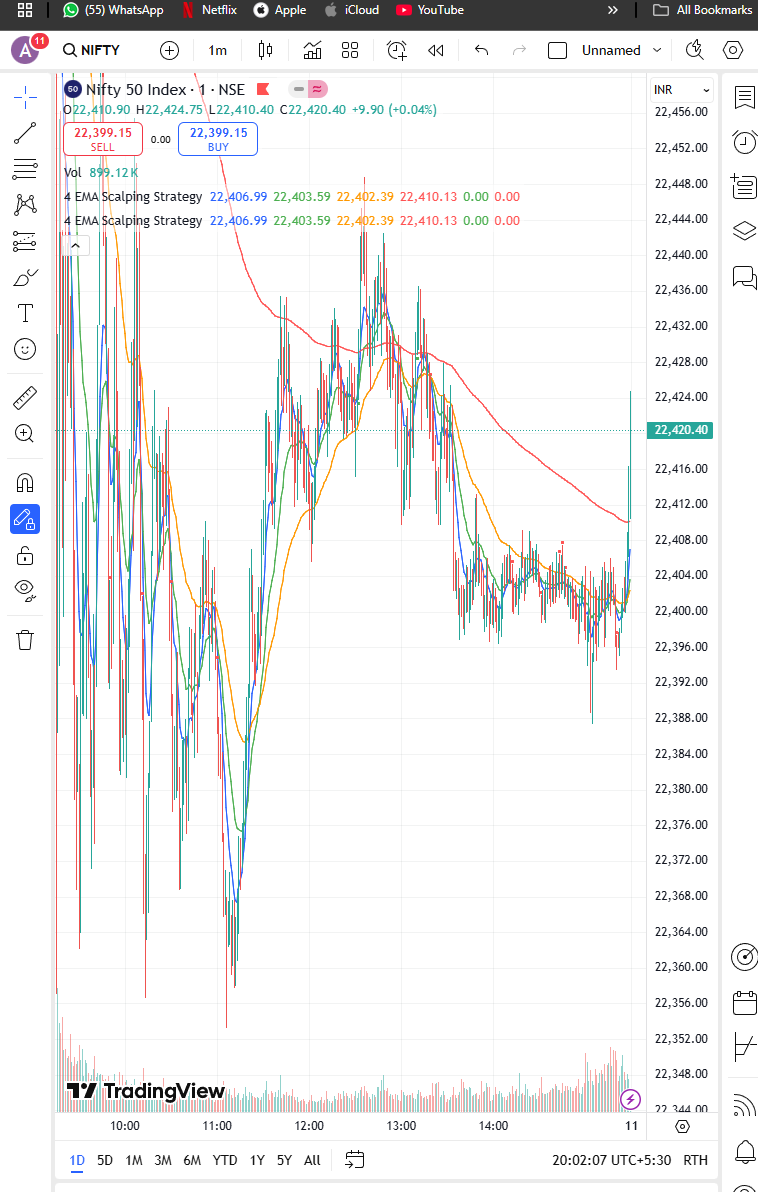 (55) WhatsApp Netflix Apple iCloud YouTube » All Bookmarks
A 11 NIFTY 1m Unnamed
50 Nifty 50 Index · 1 · NSE INR
O22,410.90 H22,424.75 L22,410.40 C22,420.40 +9.90 (+0.04%)
22,399.15 SELL 0.00 22,399.15 BUY
Vol 899.12K
4 EMA Scalping Strategy 22,406.99 22,403.59 22,402.39 22,410.13 0.00 0.00
4 EMA Scalping Strategy 22,406.99 22,403.59 22,402.39 22,410.13 0.00 0.00
T
22,456.00
22,452.00
22,448.00
22,444.00
22,440.00
22,436.00
22,432.00
22,428.00
22,424.00
22,420.40
22,416.00
22,412.00
22,408.00
22,404.00
22,400.00
22,396.00
22,392.00
22,388.00
22,384.00
22,380.00
22,376.00
22,372.00
22,368.00
22,364.00
22,360.00
22,356.00
22,352.00
22,348.00
22,344.00
TradingView
10:00 11:00 12:00 13:00 14:00 11
1D 5D 1M 3M 6M YTD 1Y 5Y All 20:02:07 UTC+5:30 RTH